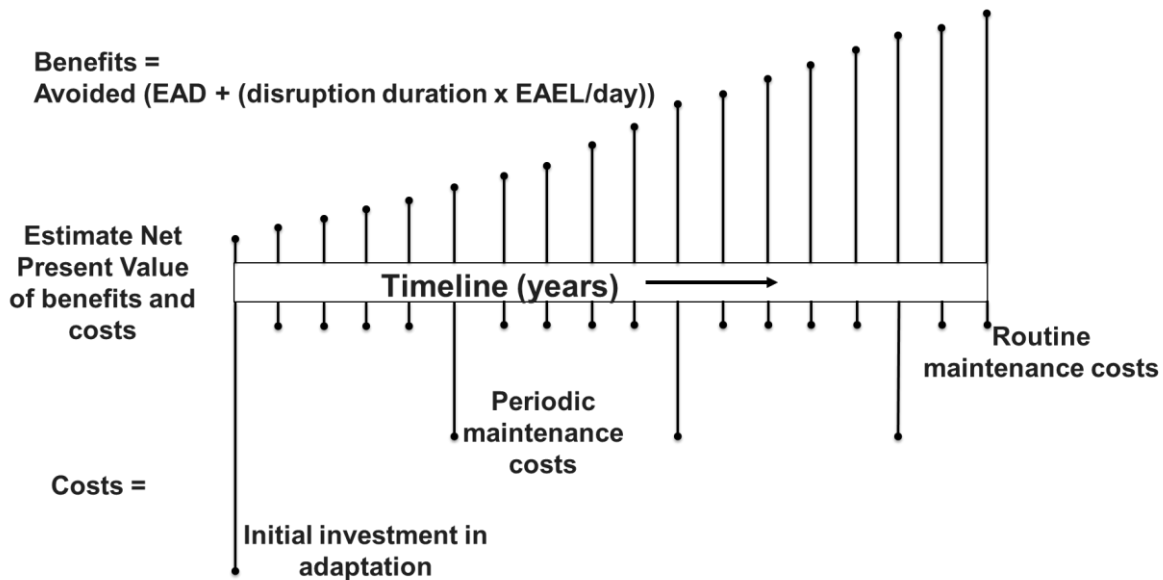 Benefits =
Avoided (EAD + (disruption duration x EAEL/day))
Estimate Net
Present Value
of benefits and
costs
Timeline (years)
Routine
maintenance costs
Periodic
maintenance
costs
Costs =
Initial investment in
adaptation